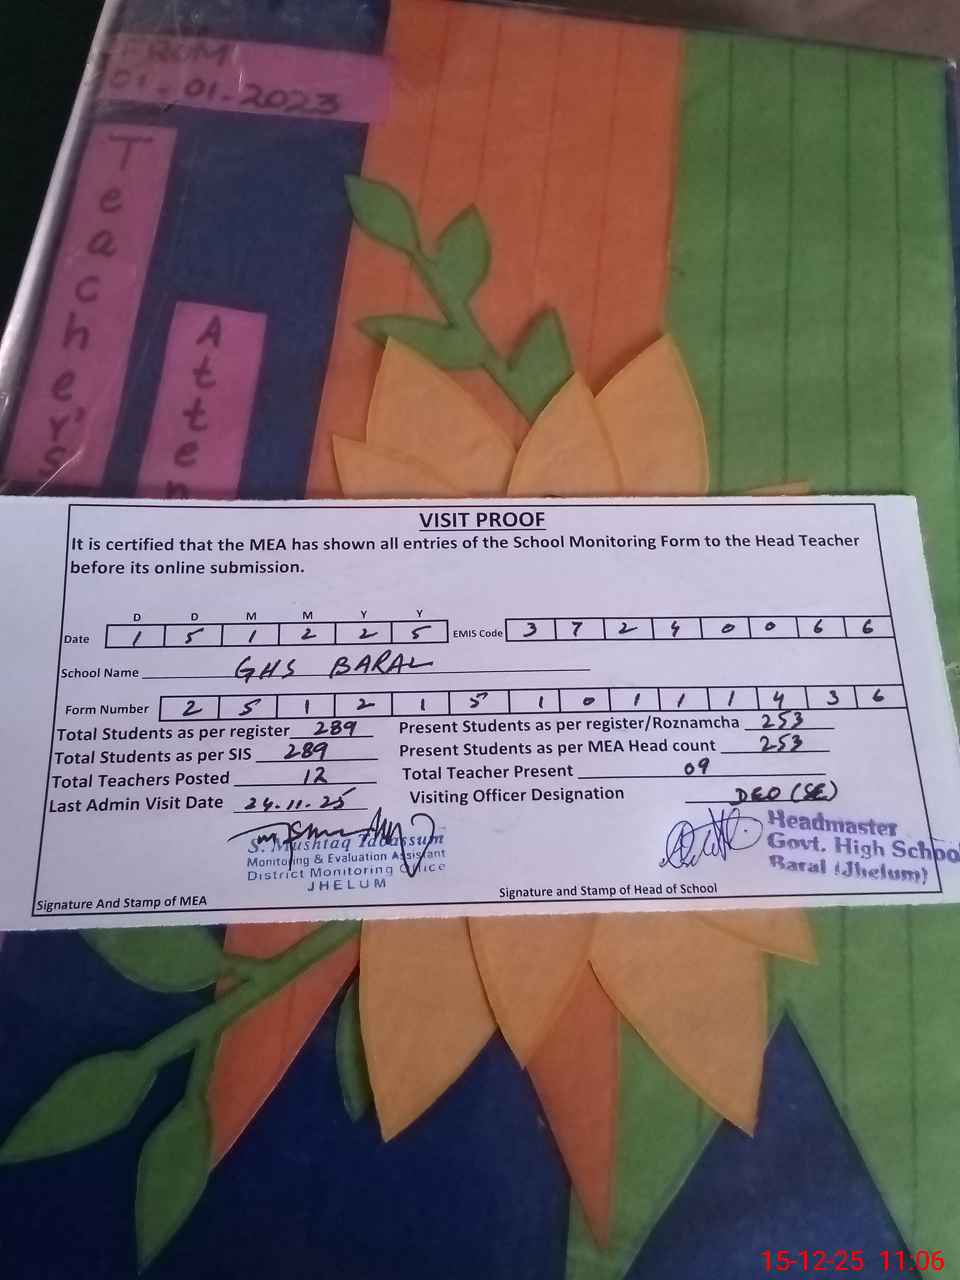 FROM
01-01-2023
Teacher's
Atten
VISIT PROOF
It is certified that the MEA has shown all entries of the School Monitoring Form to the Head Teacher
before its online submission.
D D M M Y Y
Date 1 5 1 2 2 5 EMIS Code 3 7 2 4 0 0 6 6
School Name GHS BARAL
Form Number 2 5 1 2 1 5 1 0 1 1 1 4 3 6
Total Students as per register 289 Present Students as per register/Roznamcha 253
Total Students as per SIS 289 Present Students as per MEA Head count 253
Total Teachers Posted 12 Total Teacher Present 09
Last Admin Visit Date 24.11.25 Visiting Officer Designation DEO (SE)
S. Mushtaq Tabassum
Monitoring & Evaluation Assistant
District Monitoring Office
JHELUM
Headmaster
Govt. High School
Baral (Jhelum)
Signature And Stamp of MEA Signature and Stamp of Head of School
15-12-25 11:06